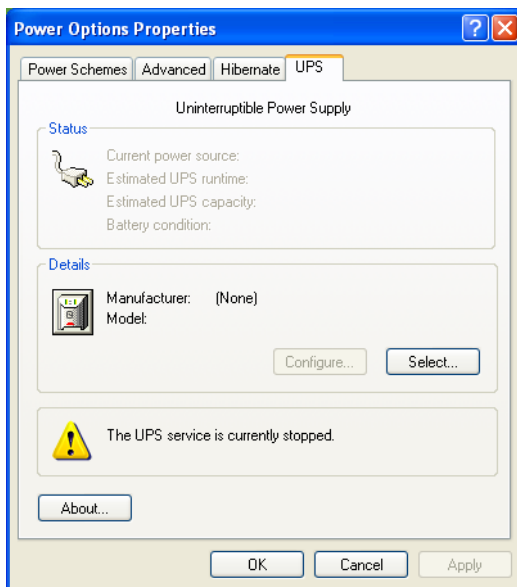 Power Options Properties
Power Schemes Advanced Hibernate UPS
Uninterruptible Power Supply
Status
Current power source:
Estimated UPS runtime:
Estimated UPS capacity:
Battery condition:
Details
Manufacturer: (None)
Model:
Configure... Select...
The UPS service is currently stopped.
About...
OK Cancel Apply